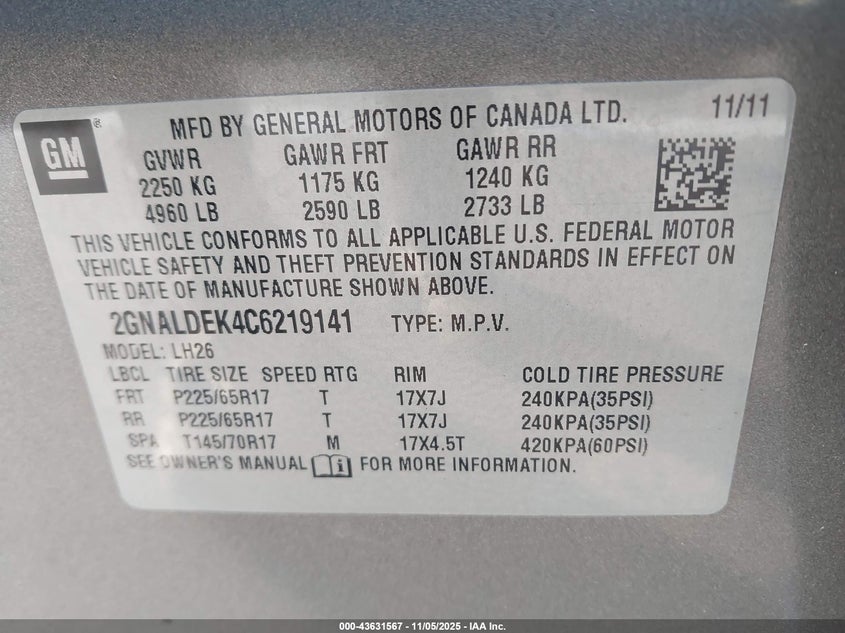 GM®
MFD BY GENERAL MOTORS OF CANADA LTD. 11/11
GVWR GAWR FRT GAWR RR
2250 KG 1175 KG 1240 KG
4960 LB 2590 LB 2733 LB
THIS VEHICLE CONFORMS TO ALL APPLICABLE U.S. FEDERAL MOTOR
VEHICLE SAFETY AND THEFT PREVENTION STANDARDS IN EFFECT ON
THE DATE OF MANUFACTURE SHOWN ABOVE.
2GNALDEK4C6219141 TYPE: M.P.V.
MODEL: LH26
LBCL TIRE SIZE SPEED RTG RIM COLD TIRE PRESSURE
FRT P225/65R17 T 17X7J 240KPA(35PSI)
RR P225/65R17 T 17X7J 240KPA(35PSI)
SPA T145/70R17 M 17X4.5T 420KPA(60PSI)
SEE OWNER'S MANUAL i FOR MORE INFORMATION.
000-43631567 - 11/05/2025 - IAA Inc.